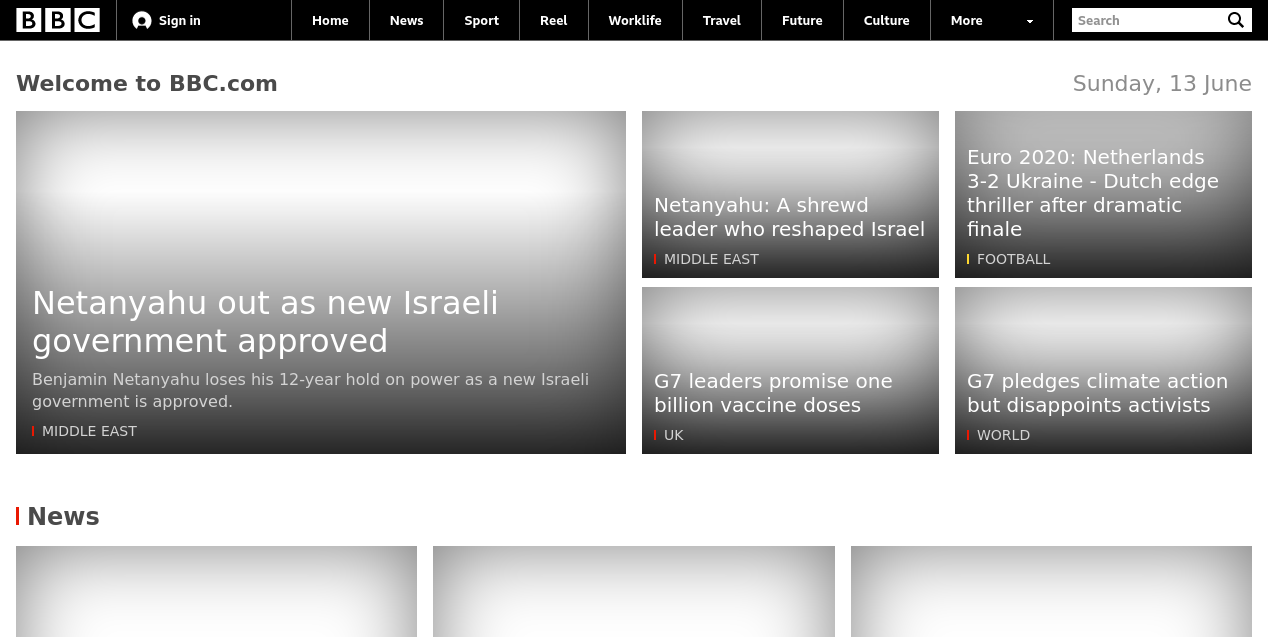 BBC
Sign in
Home
News
Sport
Reel
Worklife
Travel
Future
Culture
More
Search
Welcome to BBC.com
Sunday, 13 June
Netanyahu out as new Israeli
government approved
Benjamin Netanyahu loses his 12-year hold on power as a new Israeli
government is approved.
MIDDLE EAST
Netanyahu: A shrewd
leader who reshaped Israel
MIDDLE EAST
Euro 2020: Netherlands
3-2 Ukraine - Dutch edge
thriller after dramatic
finale
FOOTBALL
G7 leaders promise one
billion vaccine doses
UK
G7 pledges climate action
but disappoints activists
WORLD
News